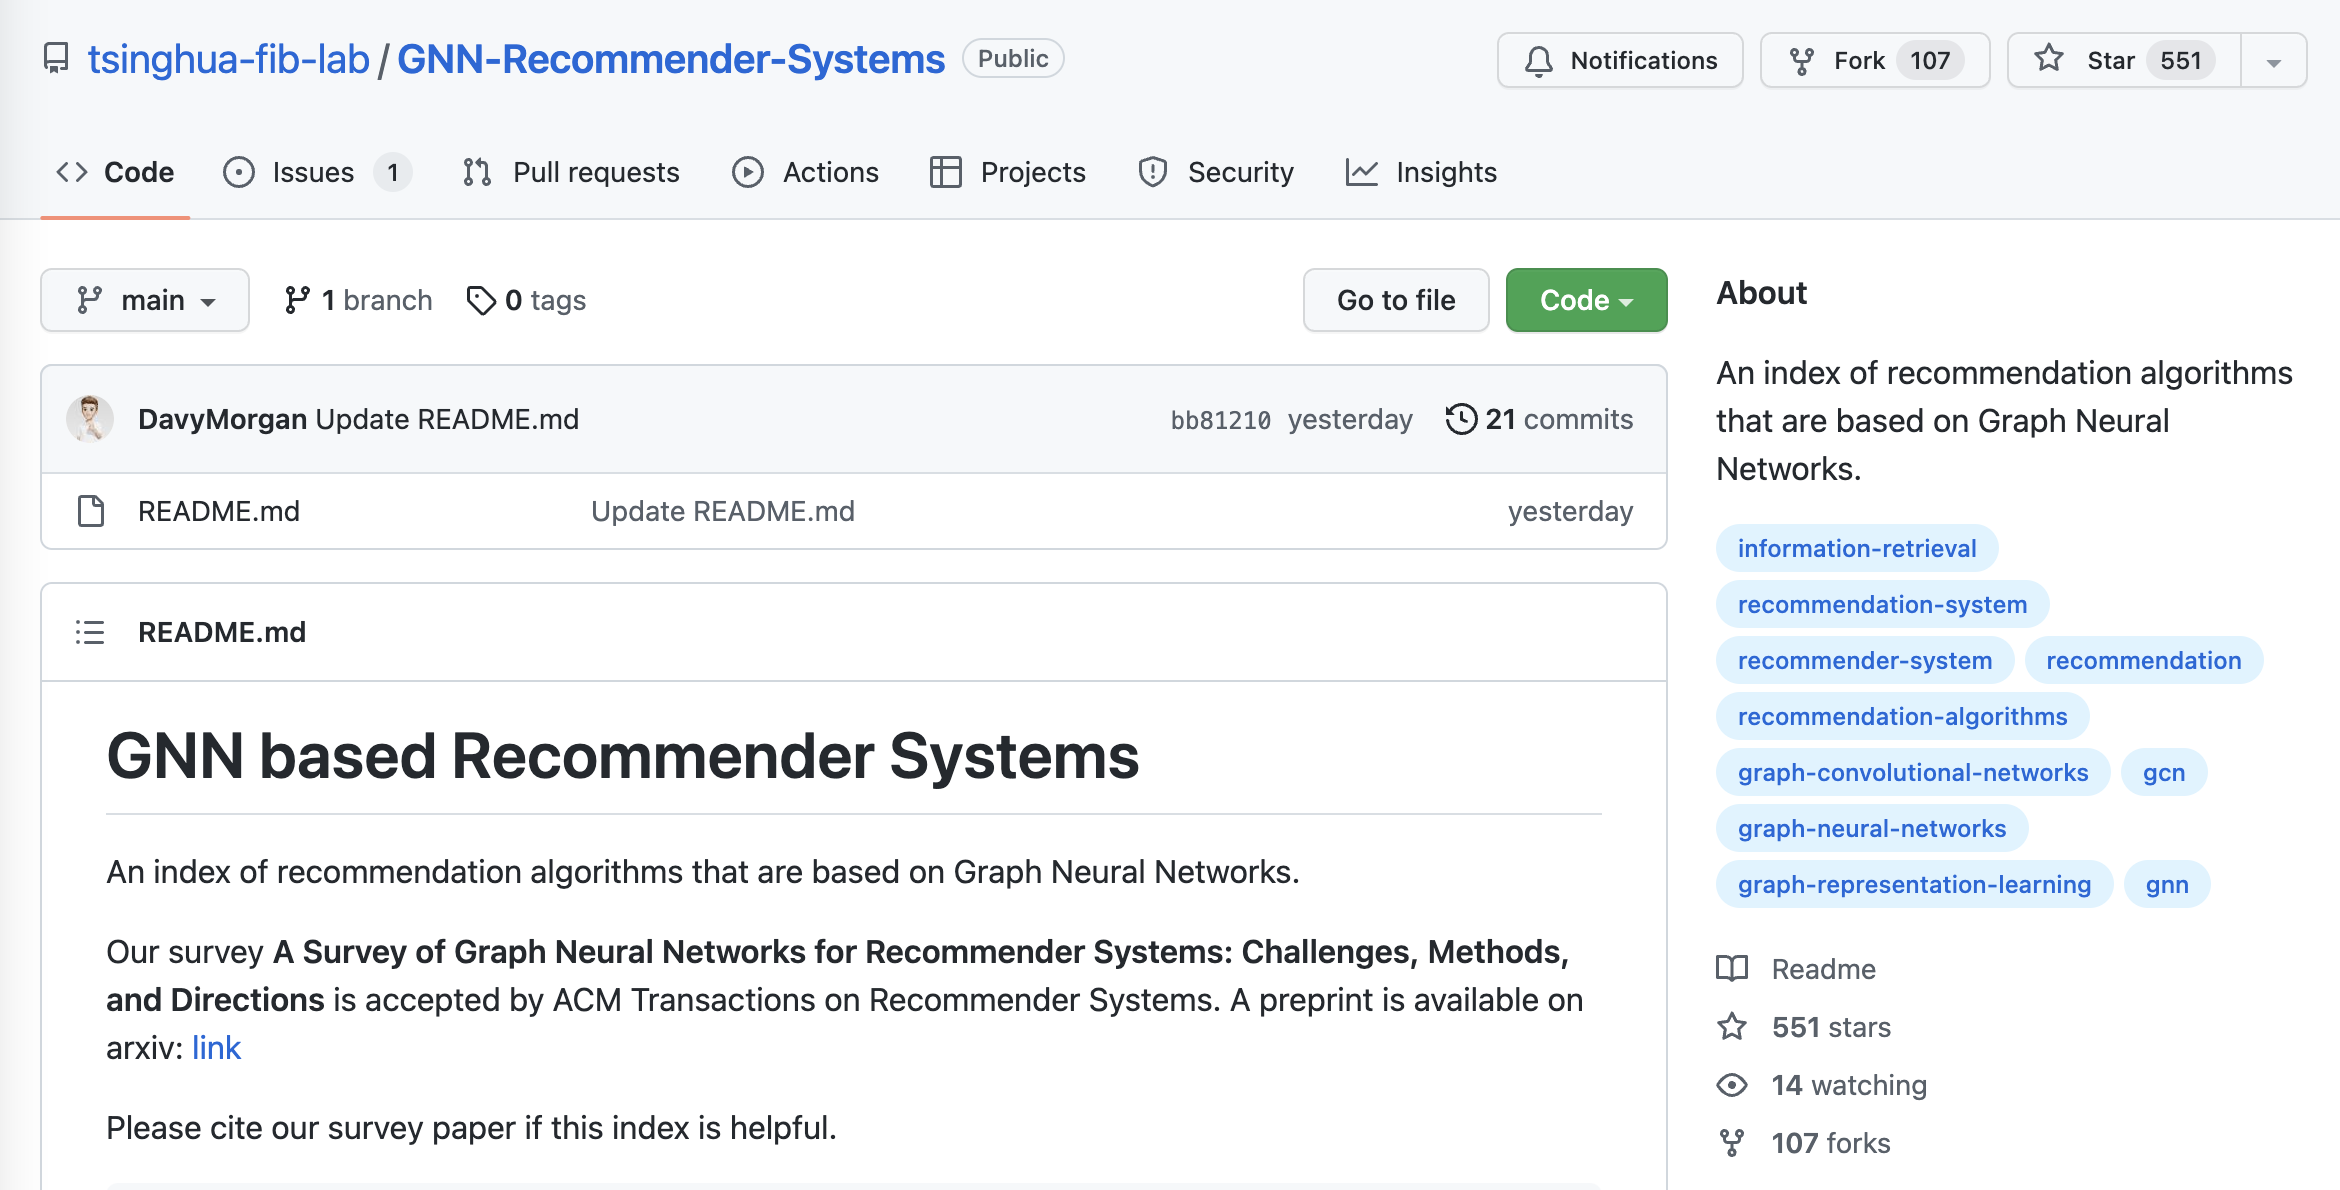 tsinghua-fib-lab / GNN-Recommender-Systems Public
Notifications Fork 107 Star 551
Code Issues 1 Pull requests Actions Projects Security Insights
main 1 branch 0 tags Go to file Code
DavyMorgan Update README.md bb81210 yesterday 21 commits
README.md Update README.md yesterday
README.md
GNN based Recommender Systems
An index of recommendation algorithms that are based on Graph Neural Networks.
Our survey A Survey of Graph Neural Networks for Recommender Systems: Challenges, Methods,
and Directions is accepted by ACM Transactions on Recommender Systems. A preprint is available on
arxiv: link
Please cite our survey paper if this index is helpful.
About
An index of recommendation algorithms
that are based on Graph Neural
Networks.
information-retrieval
recommendation-system
recommender-system recommendation
recommendation-algorithms
graph-convolutional-networks gcn
graph-neural-networks
graph-representation-learning gnn
Readme
551 stars
14 watching
107 forks